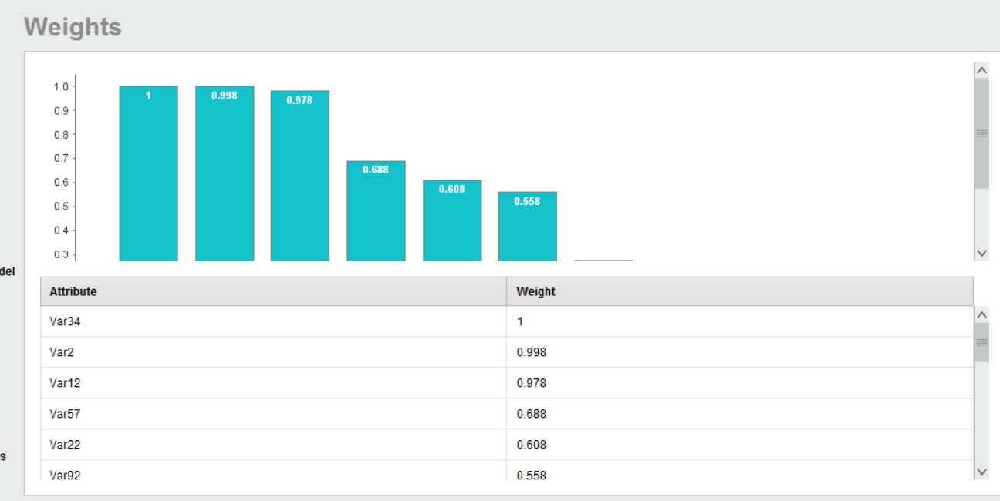 Weights
1.0
0.9
0.8
0.7
0.6
0.5
0.4
0.3
1
0.998
0.978
0.688
0.608
0.558
del
Attribute Weight
Var34 1
Var2 0.998
Var12 0.978
Var57 0.688
Var22 0.608
s
Var92 0.558